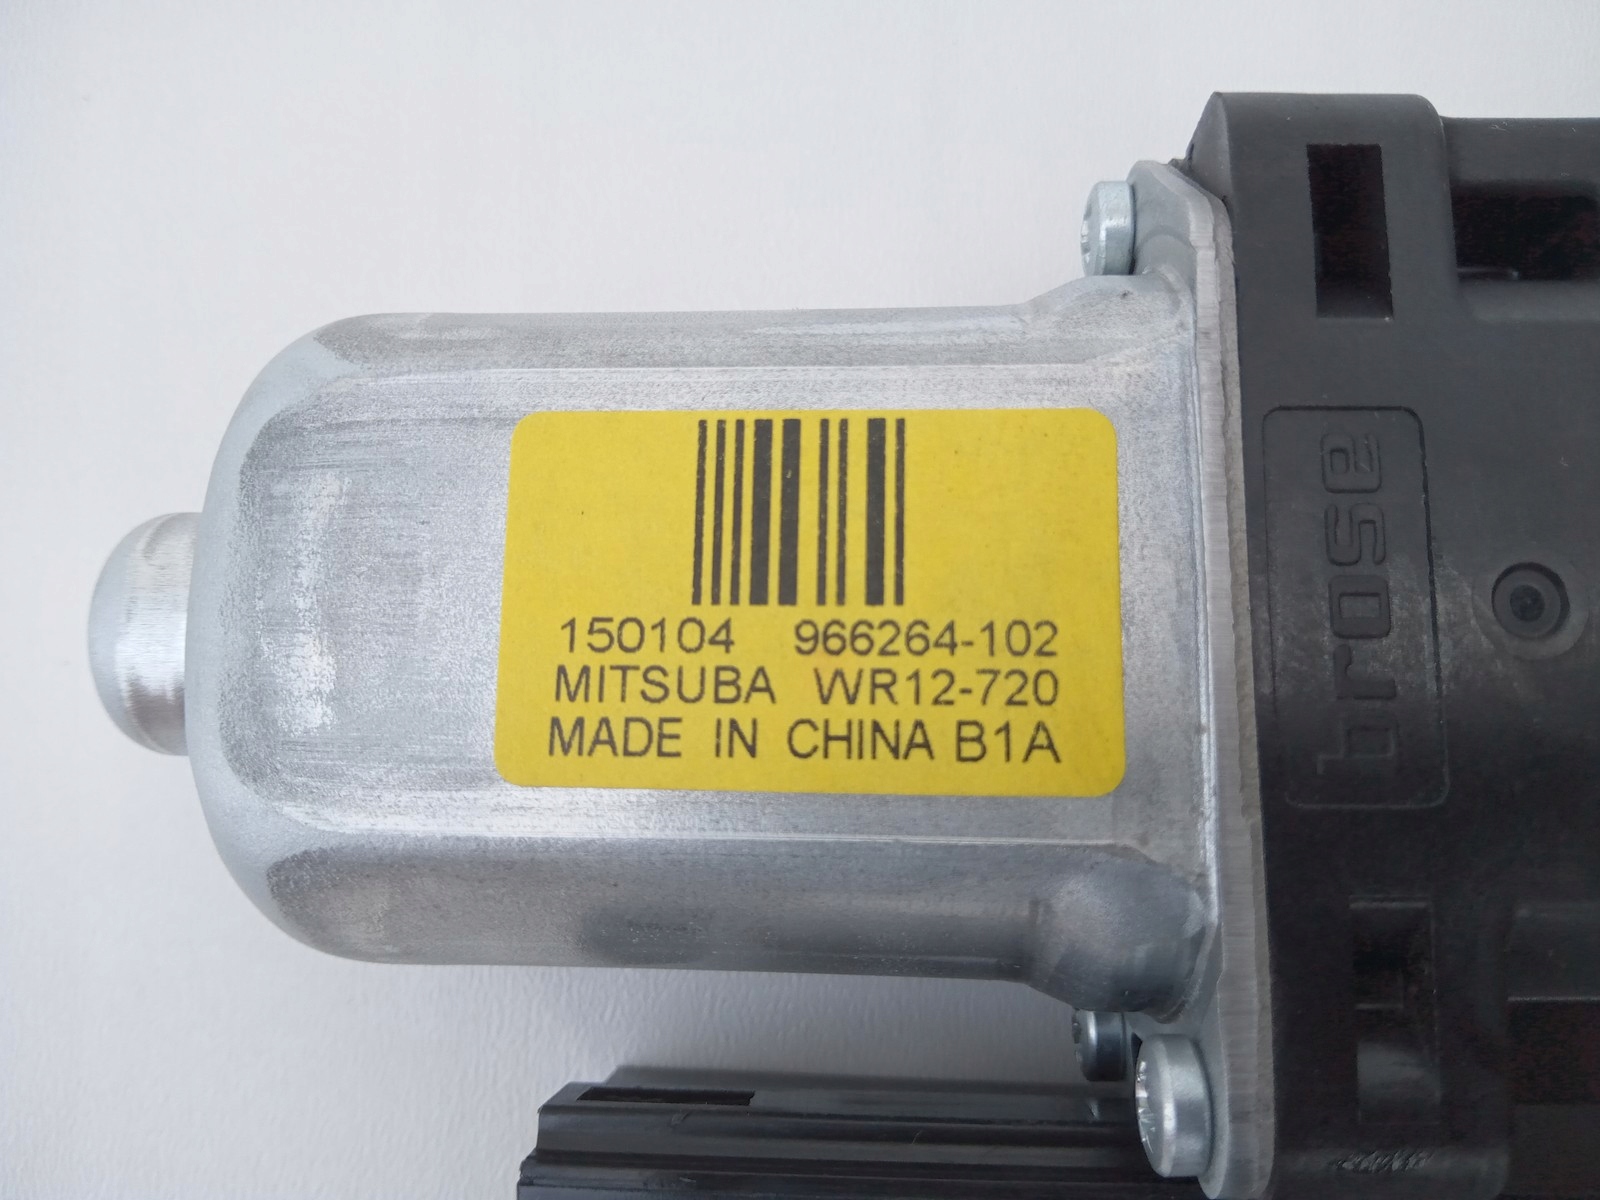 150104 966264-102
MITSUBA WR12-720
MADE IN CHINA B1A
brose